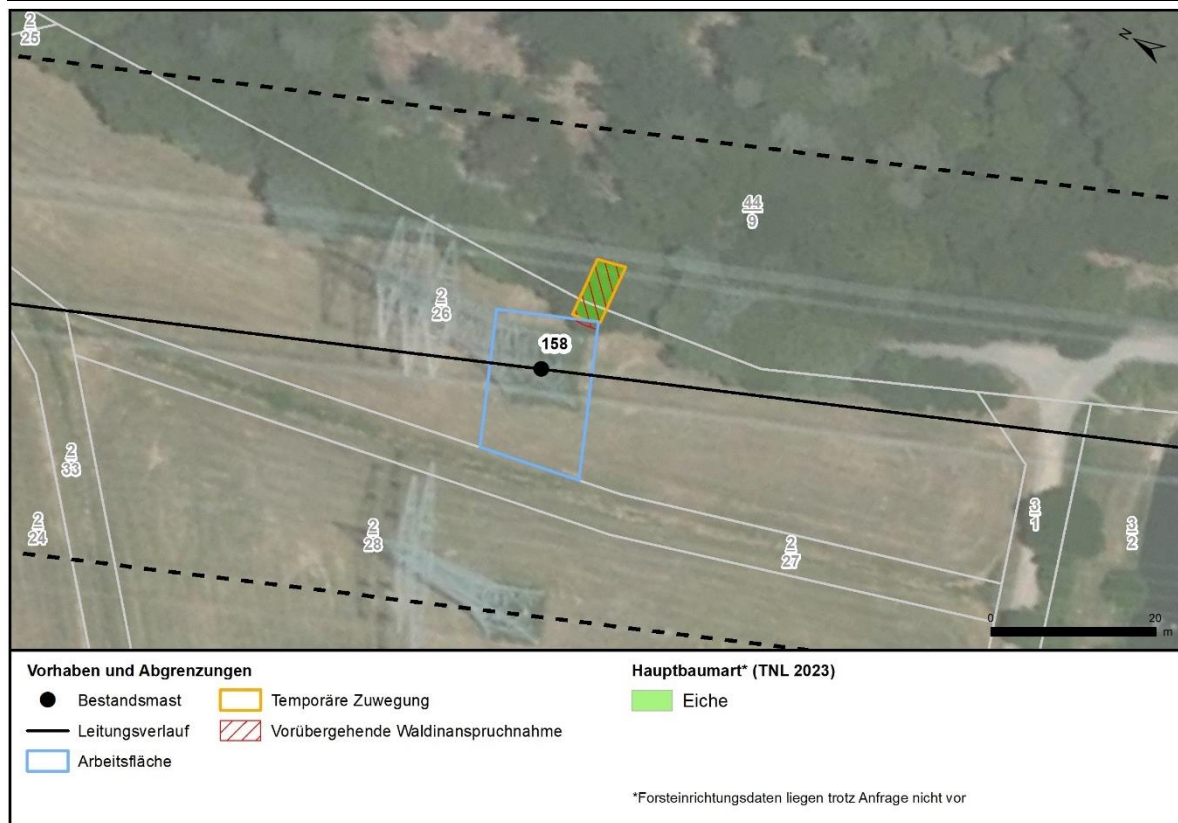 2
25
N
44
9
2
26
158
2
33
2
24
2
28
2
27
3
1
3
2
0 20
m
Vorhaben und Abgrenzungen
Bestandsmast
Leitungsverlauf
Arbeitsfläche
Temporäre Zuwegung
Vorübergehende Waldinanspruchnahme
Hauptbaumart* (TNL 2023)
Eiche
*Forsteinrichtungsdaten liegen trotz Anfrage nicht vor